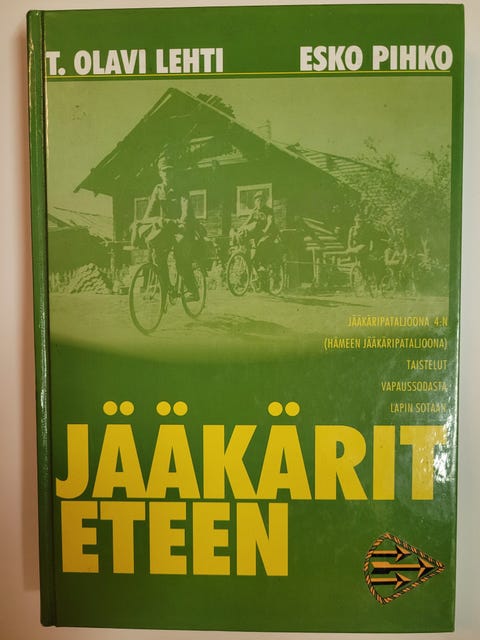 T. OLAVI LEHTI ESKO PIHKO
JÄÄKÄRIPATALJOONA 4:N
(HÄMEEN JÄÄKÄRIPATALJOONA)
TAISTELUT
VAPAUSSODASTA
LAPIN SOTAAN
JÄÄKÄRIT
ETEEN